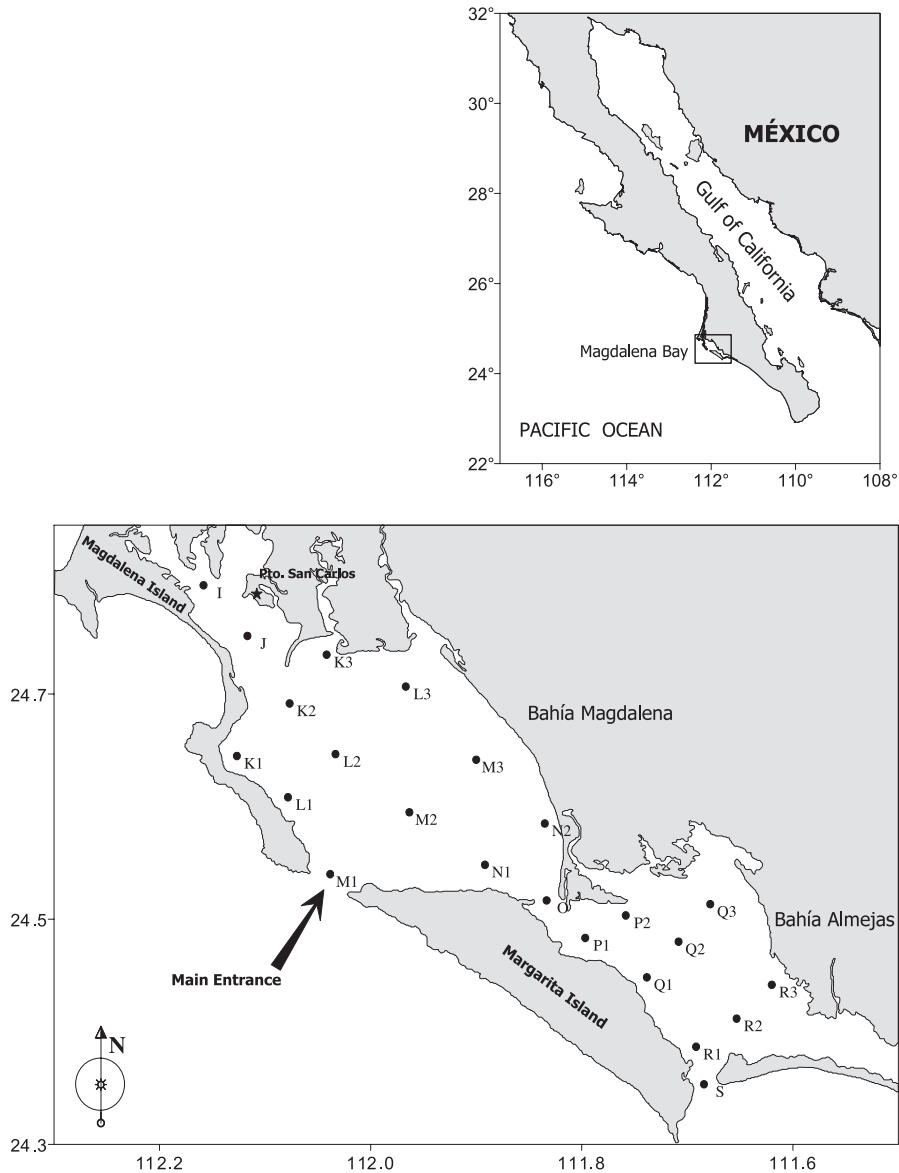 32°
30°
28°
26°
24°
22°
MÉXICO
Gulf of California
Magdalena Bay
PACIFIC OCEAN
116°
114°
112°
110°
108°
Magdalena Island
Pto. San Carlos
I
J
K3
L3
K2
Bahía Magdalena
24.7
L2
K1
M3
L1
M2
N2
N1
M1
O
Q3
P2
Bahía Almejas
24.5
P1
Q2
Main Entrance
Margarita Island
Q1
R3
R2
N
R1
S
24.3
112.2
112.0
111.8
111.6